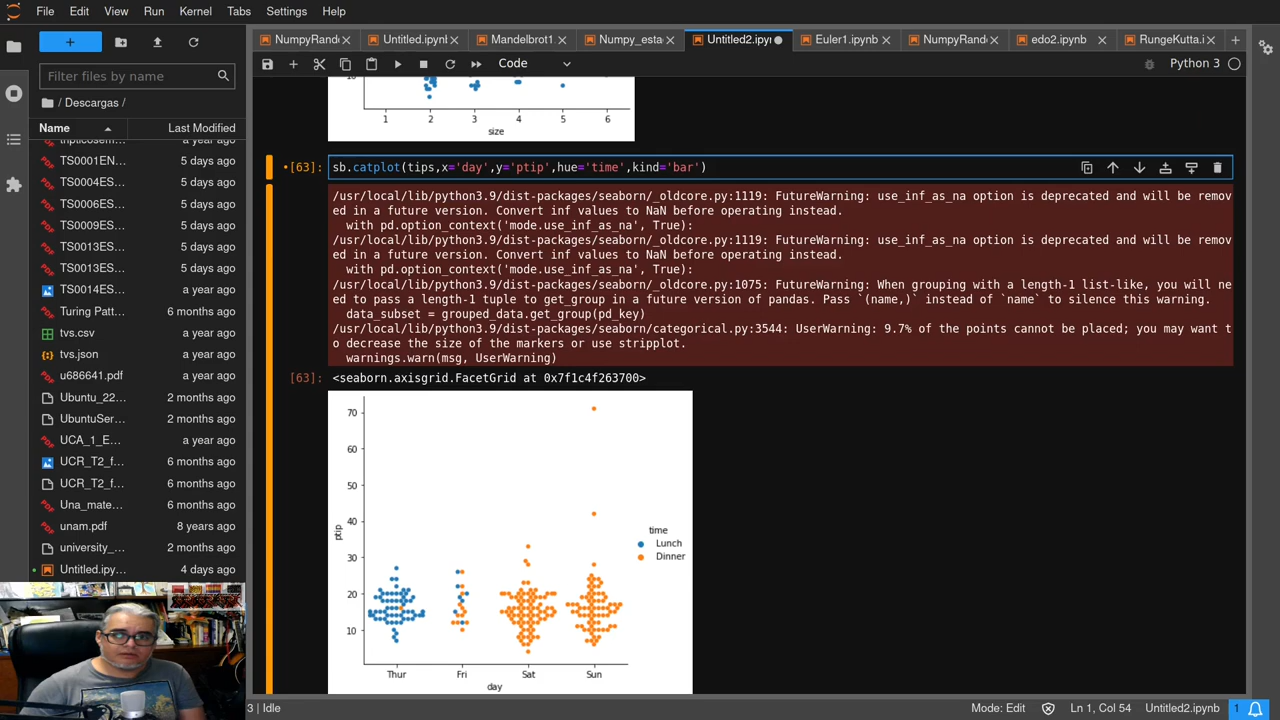 File Edit View Run Kernel Tabs Settings Help
NumpyRand
Untitled.ipynl
Mandelbrot1.
Numpy_esta
Untitled2.ipyn
Euler1.ipynb
NumpyRand
edo2.ipynb
RungeKutta.i
Code
Python 3
Filter files by name
/ Descargas /
Name Last Modified
a year ago
TS0001EN... 5 days ago
TS0004ES... 5 days ago
TS0006ES... 5 days ago
TS0009ES... 5 days ago
TS0013ES... 5 days ago
TS0013ES... 5 days ago
TS0014ES... 5 days ago
Turing Patt... 6 months ago
tvs.csv a year ago
tvs.json a year ago
u686641.pdf a year ago
Ubuntu_22... 2 months ago
UbuntuSer... 2 months ago
UCA_1_E... a year ago
UCR_T2_f... 6 months ago
UCR_T2_f... 6 months ago
Una_mate... 6 months ago
unam.pdf 8 years ago
university_... 2 months ago
Untitled.ipy... 4 days ago
10
1 2 3 4 5 6
size
[63]: sb.catplot(tips,x='day',y='ptip',hue='time',kind='bar')
/usr/local/lib/python3.9/dist-packages/seaborn/_oldcore.py:1119: FutureWarning: use_inf_as_na option is deprecated and will be remov
ed in a future version. Convert inf values to NaN before operating instead.
with pd.option_context('mode.use_inf_as_na', True):
/usr/local/lib/python3.9/dist-packages/seaborn/_oldcore.py:1119: FutureWarning: use_inf_as_na option is deprecated and will be remov
ed in a future version. Convert inf values to NaN before operating instead.
with pd.option_context('mode.use_inf_as_na', True):
/usr/local/lib/python3.9/dist-packages/seaborn/_oldcore.py:1075: FutureWarning: When grouping with a length-1 list-like, you will ne
ed to pass a length-1 tuple to get_group in a future version of pandas. Pass `(name,)` instead of `name` to silence this warning.
data_subset = grouped_data.get_group(pd_key)
/usr/local/lib/python3.9/dist-packages/seaborn/categorical.py:3544: UserWarning: 9.7% of the points cannot be placed; you may want t
o decrease the size of the markers or use stripplot.
warnings.warn(msg, UserWarning)
[63]: <seaborn.axisgrid.FacetGrid at 0x7f1c4f263700>
70
60
50
40
30
20
10
ptip
time
Lunch
Dinner
Thur Fri Sat Sun
day
3 | Idle
Mode: Edit
Ln 1, Col 54
Untitled2.ipynb
1